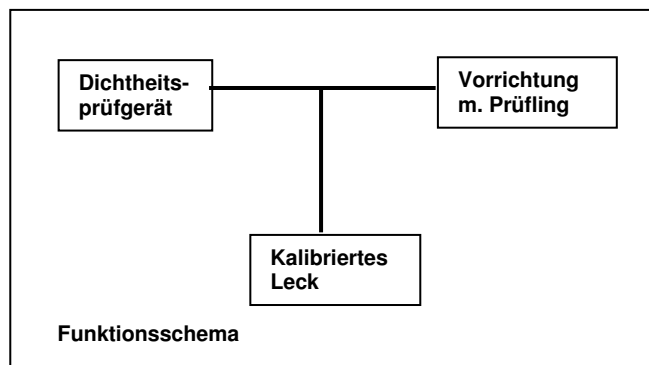 Dichtheits-
prüfgerät
Vorrichtung
m. Prüfling
Kalibriertes
Leck
Funktionsschema